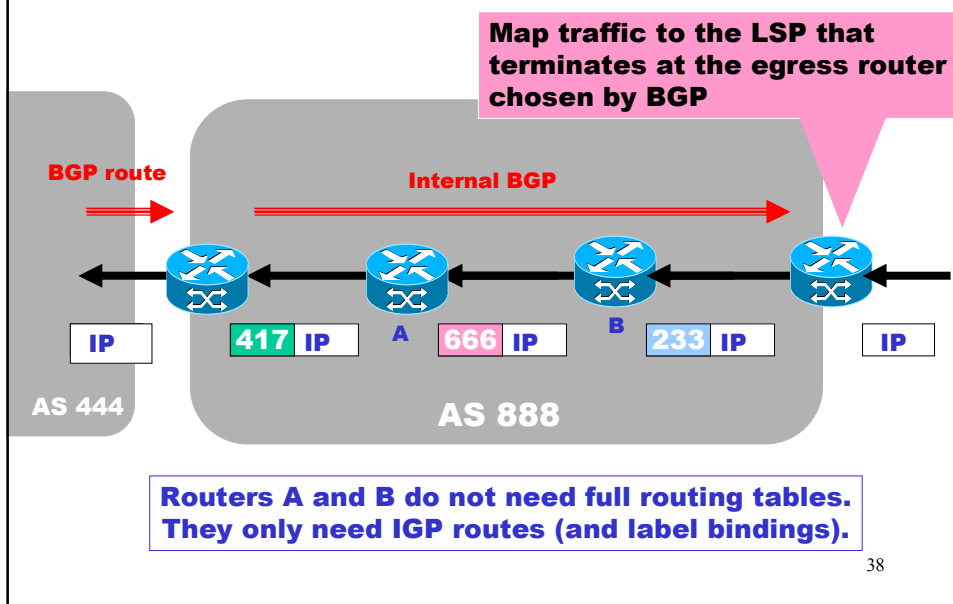 Map traffic to the LSP that
terminates at the egress router
chosen by BGP
BGP route
Internal BGP
A
B
IP
417 IP
666 IP
233 IP
IP
AS 444
AS 888
Routers A and B do not need full routing tables.
They only need IGP routes (and label bindings).
38